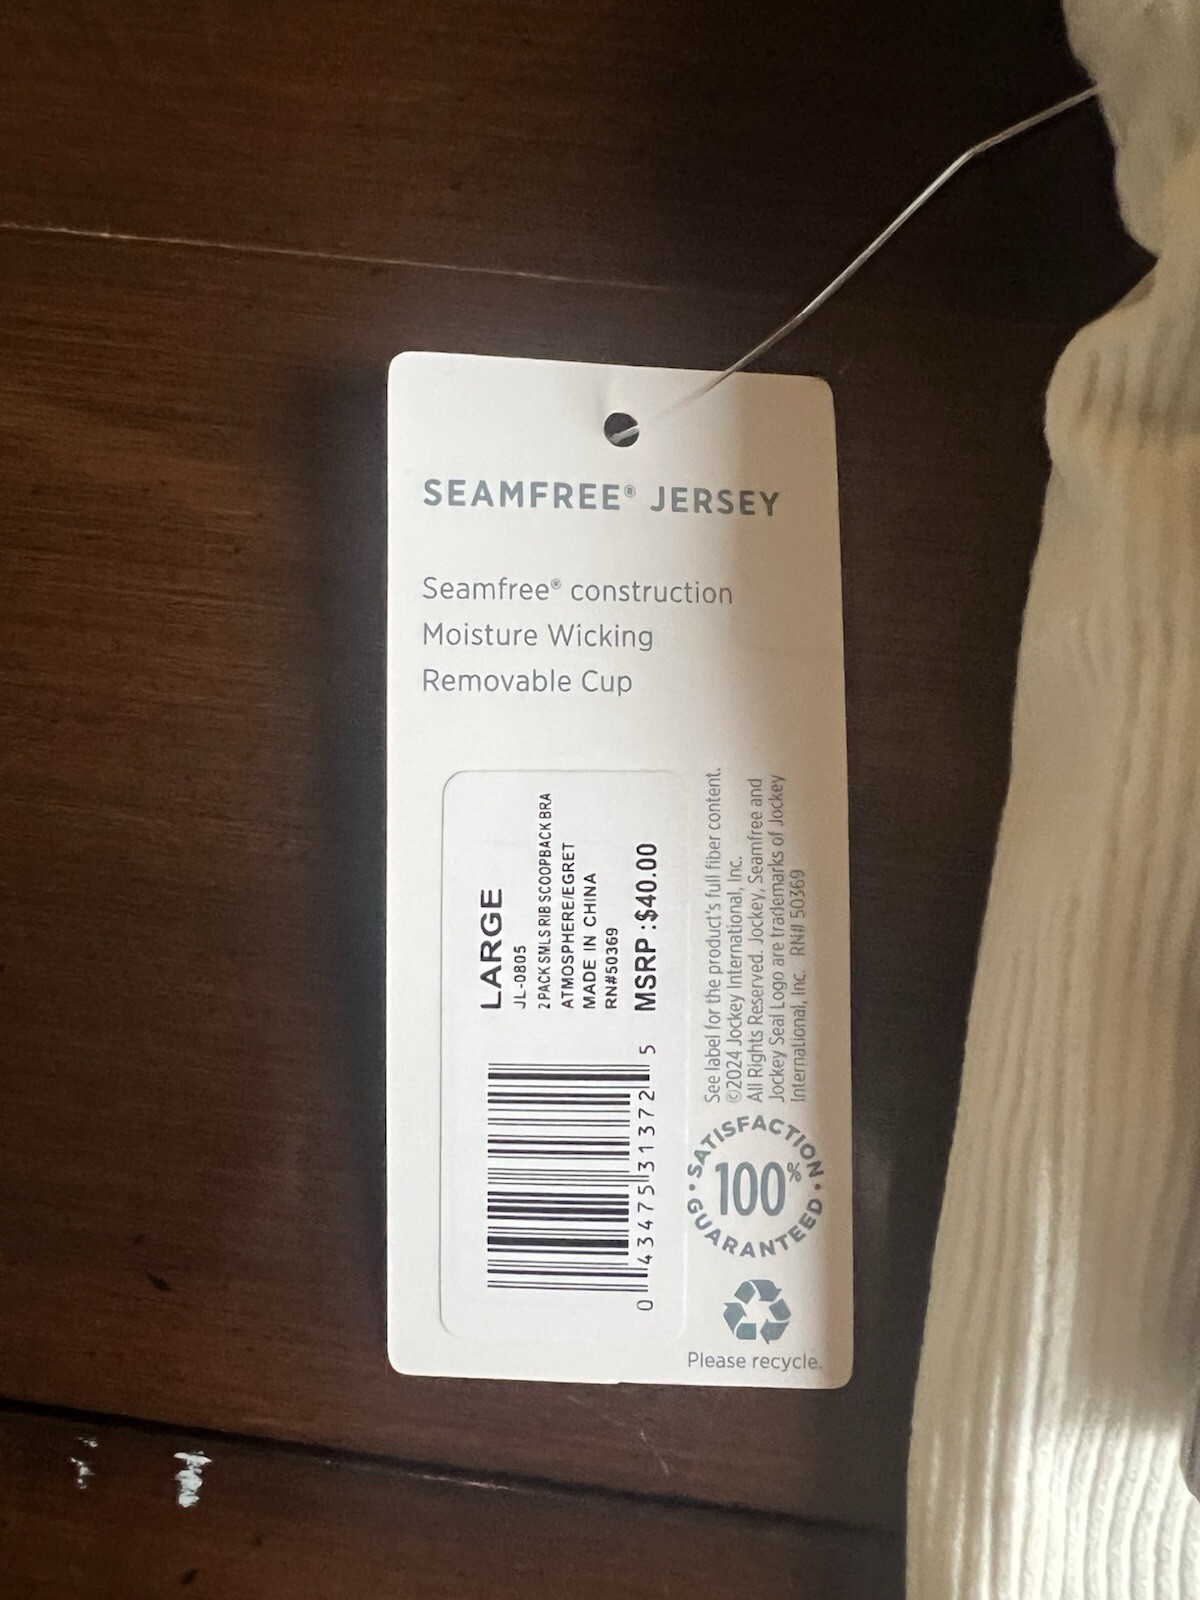 SEAMFREE® JERSEY
Seamfree® construction
Moisture Wicking
Removable Cup
LARGE
JL-0805
2 PACK SMLS RIB SCOOPBACK BRA
ATMOSPHERE/EGRET
MADE IN CHINA
RN#50369
MSRP :$40.00
0 43475 31372 5
See label for the product's full fiber content.
©2024 Jockey International, Inc.
All Rights Reserved. Jockey, Seamfree and
Jockey Seal Logo are trademarks of Jockey
International, Inc. RN# 50369
• SATISFACTION •
100%
GUARANTEED
Please recycle.